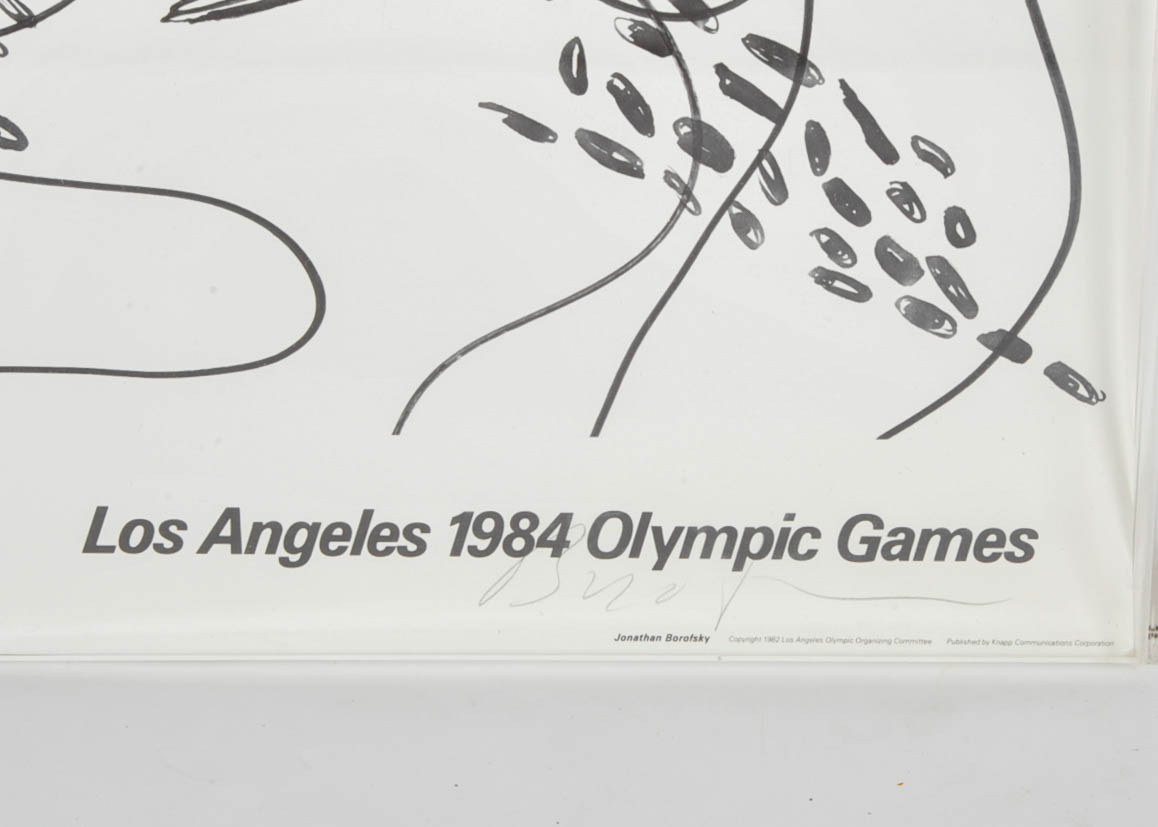 Los Angeles 1984 Olympic Games
Jonathan Borofsky Copyright 1982 Los Angeles Olympic Organizing Committee Published by Knapp Communications Corporation